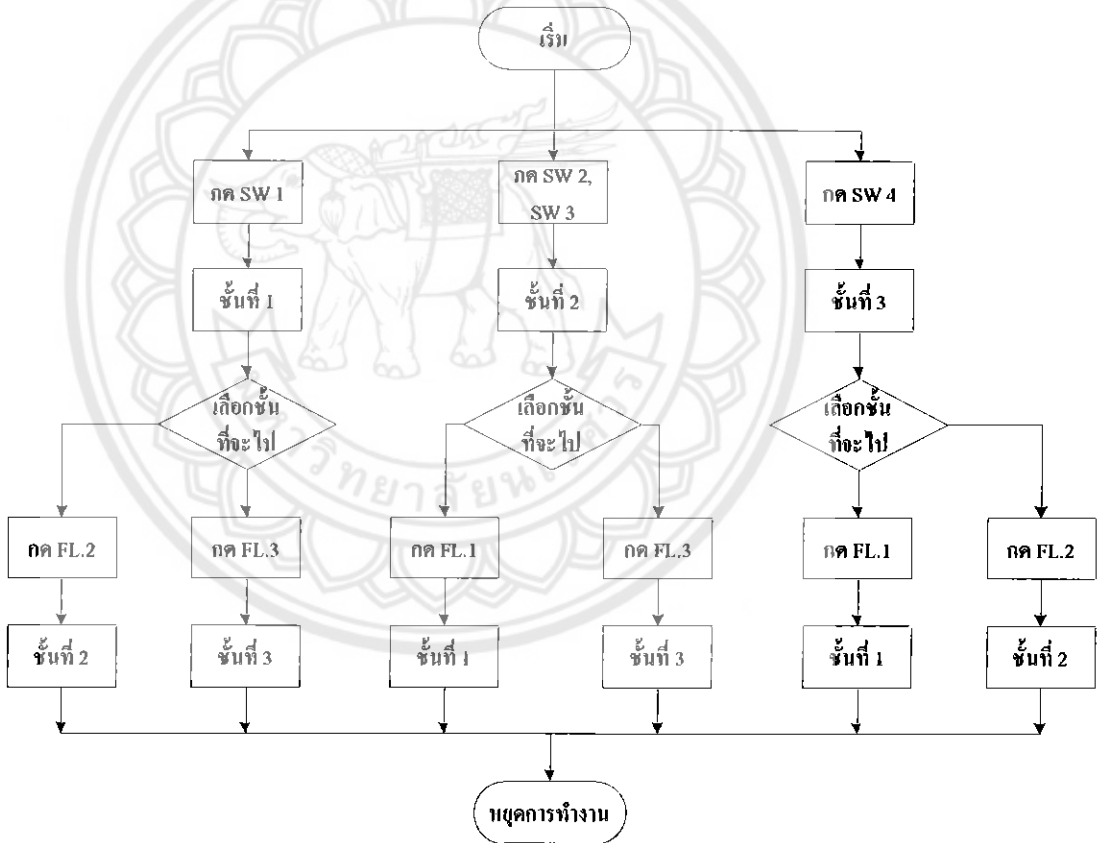 เริ่ม
กด SW 1
กด SW 2,
SW 3
กด SW 4
ชั้นที่ 1
ชั้นที่ 2
ชั้นที่ 3
เลือกชั้น
ที่จะไป
เลือกชั้น
ที่จะไป
เลือกชั้น
ที่จะไป
กด FL.2
กด FL.3
กด FL.1
กด FL.3
กด FL.1
กด FL.2
ชั้นที่ 2
ชั้นที่ 3
ชั้นที่ 1
ชั้นที่ 3
ชั้นที่ 1
ชั้นที่ 2
หยุดการทำงาน